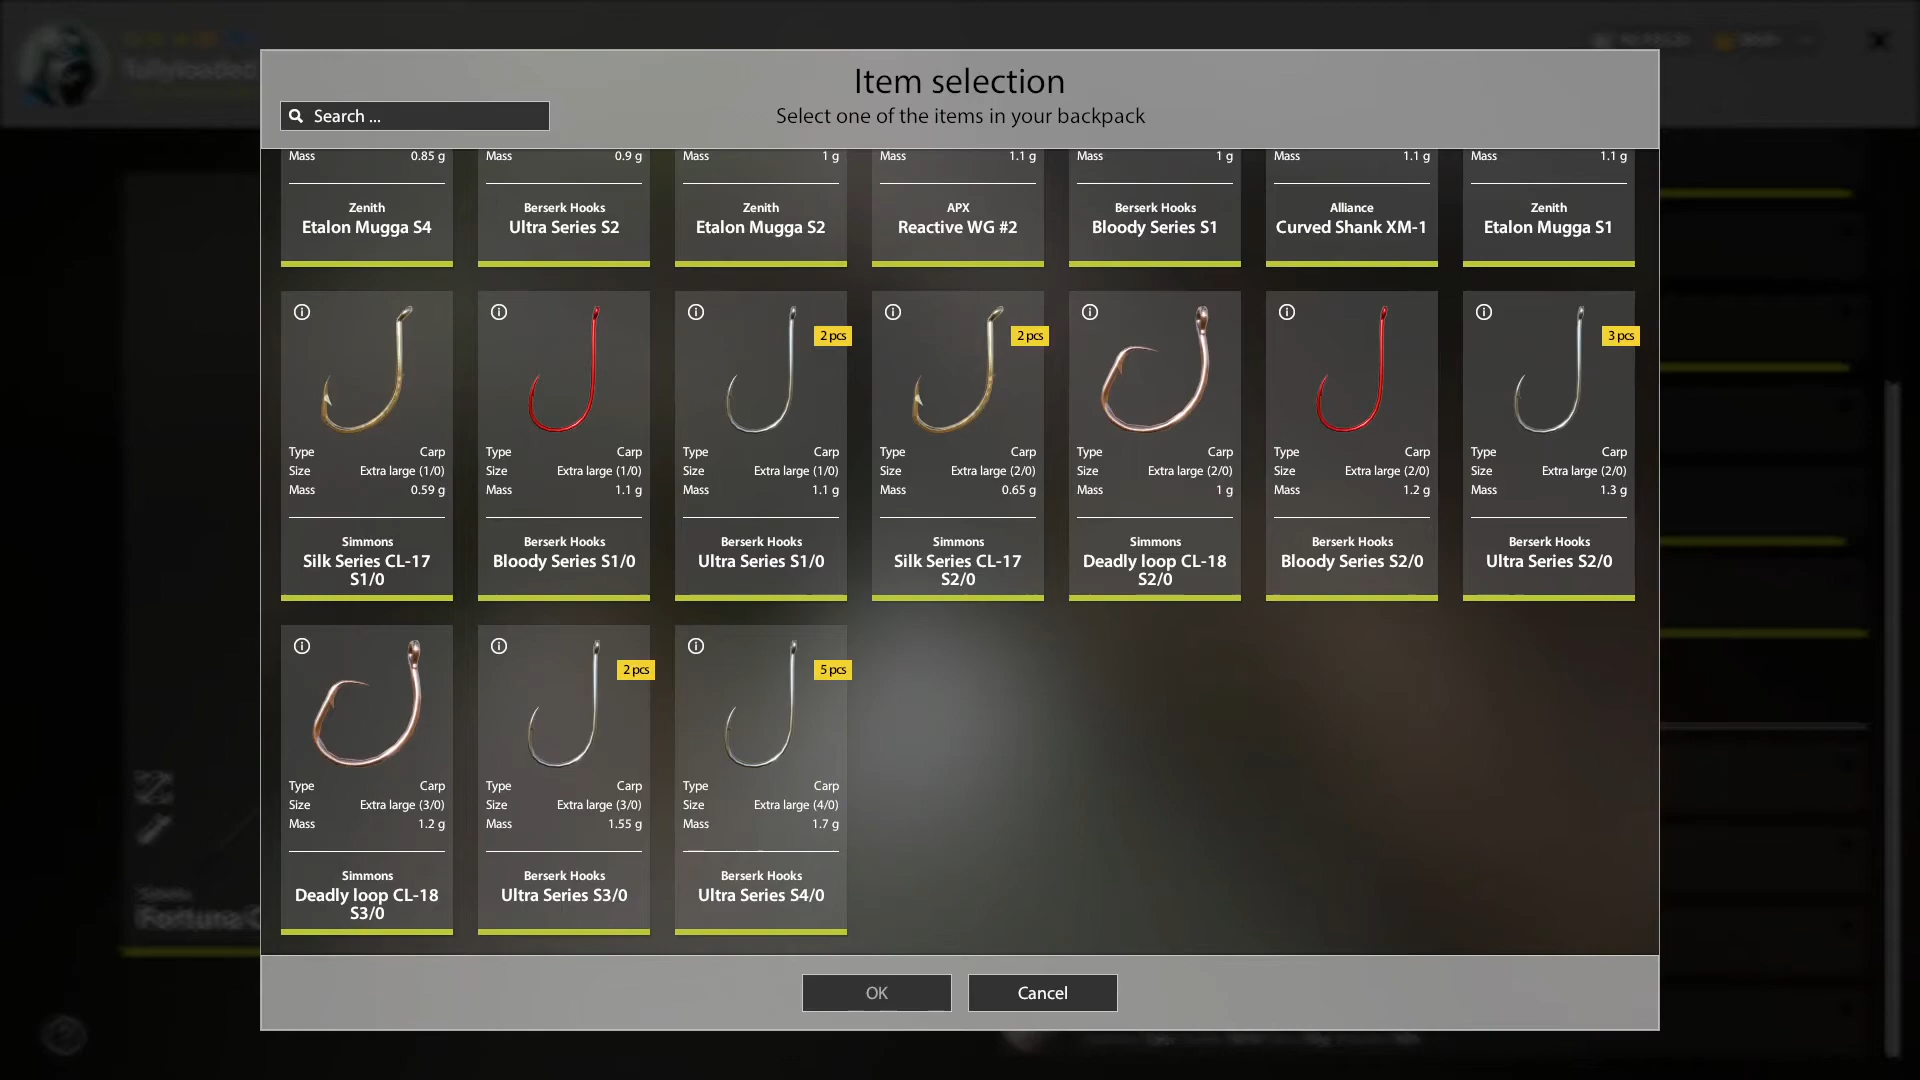 Item selection
Search ...
Select one of the items in your backpack
Mass 0.85 g
Zenith
Etalon Mugga S4
Mass 0.9 g
Berserk Hooks
Ultra Series S2
Mass 1 g
Zenith
Etalon Mugga S2
Mass 1.1 g
APX
Reactive WG #2
Mass 1 g
Berserk Hooks
Bloody Series S1
Mass 1.1 g
Alliance
Curved Shank XM-1
Mass 1.1 g
Zenith
Etalon Mugga S1
Type Carp
Size Extra large (1/0)
Mass 0.59 g
Simmons
Silk Series CL-17
S1/0
Type Carp
Size Extra large (1/0)
Mass 1.1 g
Berserk Hooks
Bloody Series S1/0
2 pcs
Type Carp
Size Extra large (1/0)
Mass 1.1 g
Berserk Hooks
Ultra Series S1/0
2 pcs
Type Carp
Size Extra large (2/0)
Mass 0.65 g
Simmons
Silk Series CL-17
S2/0
Type Carp
Size Extra large (2/0)
Mass 1 g
Simmons
Deadly loop CL-18
S2/0
Type Carp
Size Extra large (2/0)
Mass 1.2 g
Berserk Hooks
Bloody Series S2/0
3 pcs
Type Carp
Size Extra large (2/0)
Mass 1.3 g
Berserk Hooks
Ultra Series S2/0
Type Carp
Size Extra large (3/0)
Mass 1.2 g
Simmons
Deadly loop CL-18
S3/0
2 pcs
Type Carp
Size Extra large (3/0)
Mass 1.55 g
Berserk Hooks
Ultra Series S3/0
5 pcs
Type Carp
Size Extra large (4/0)
Mass 1.7 g
Berserk Hooks
Ultra Series S4/0
OK
Cancel